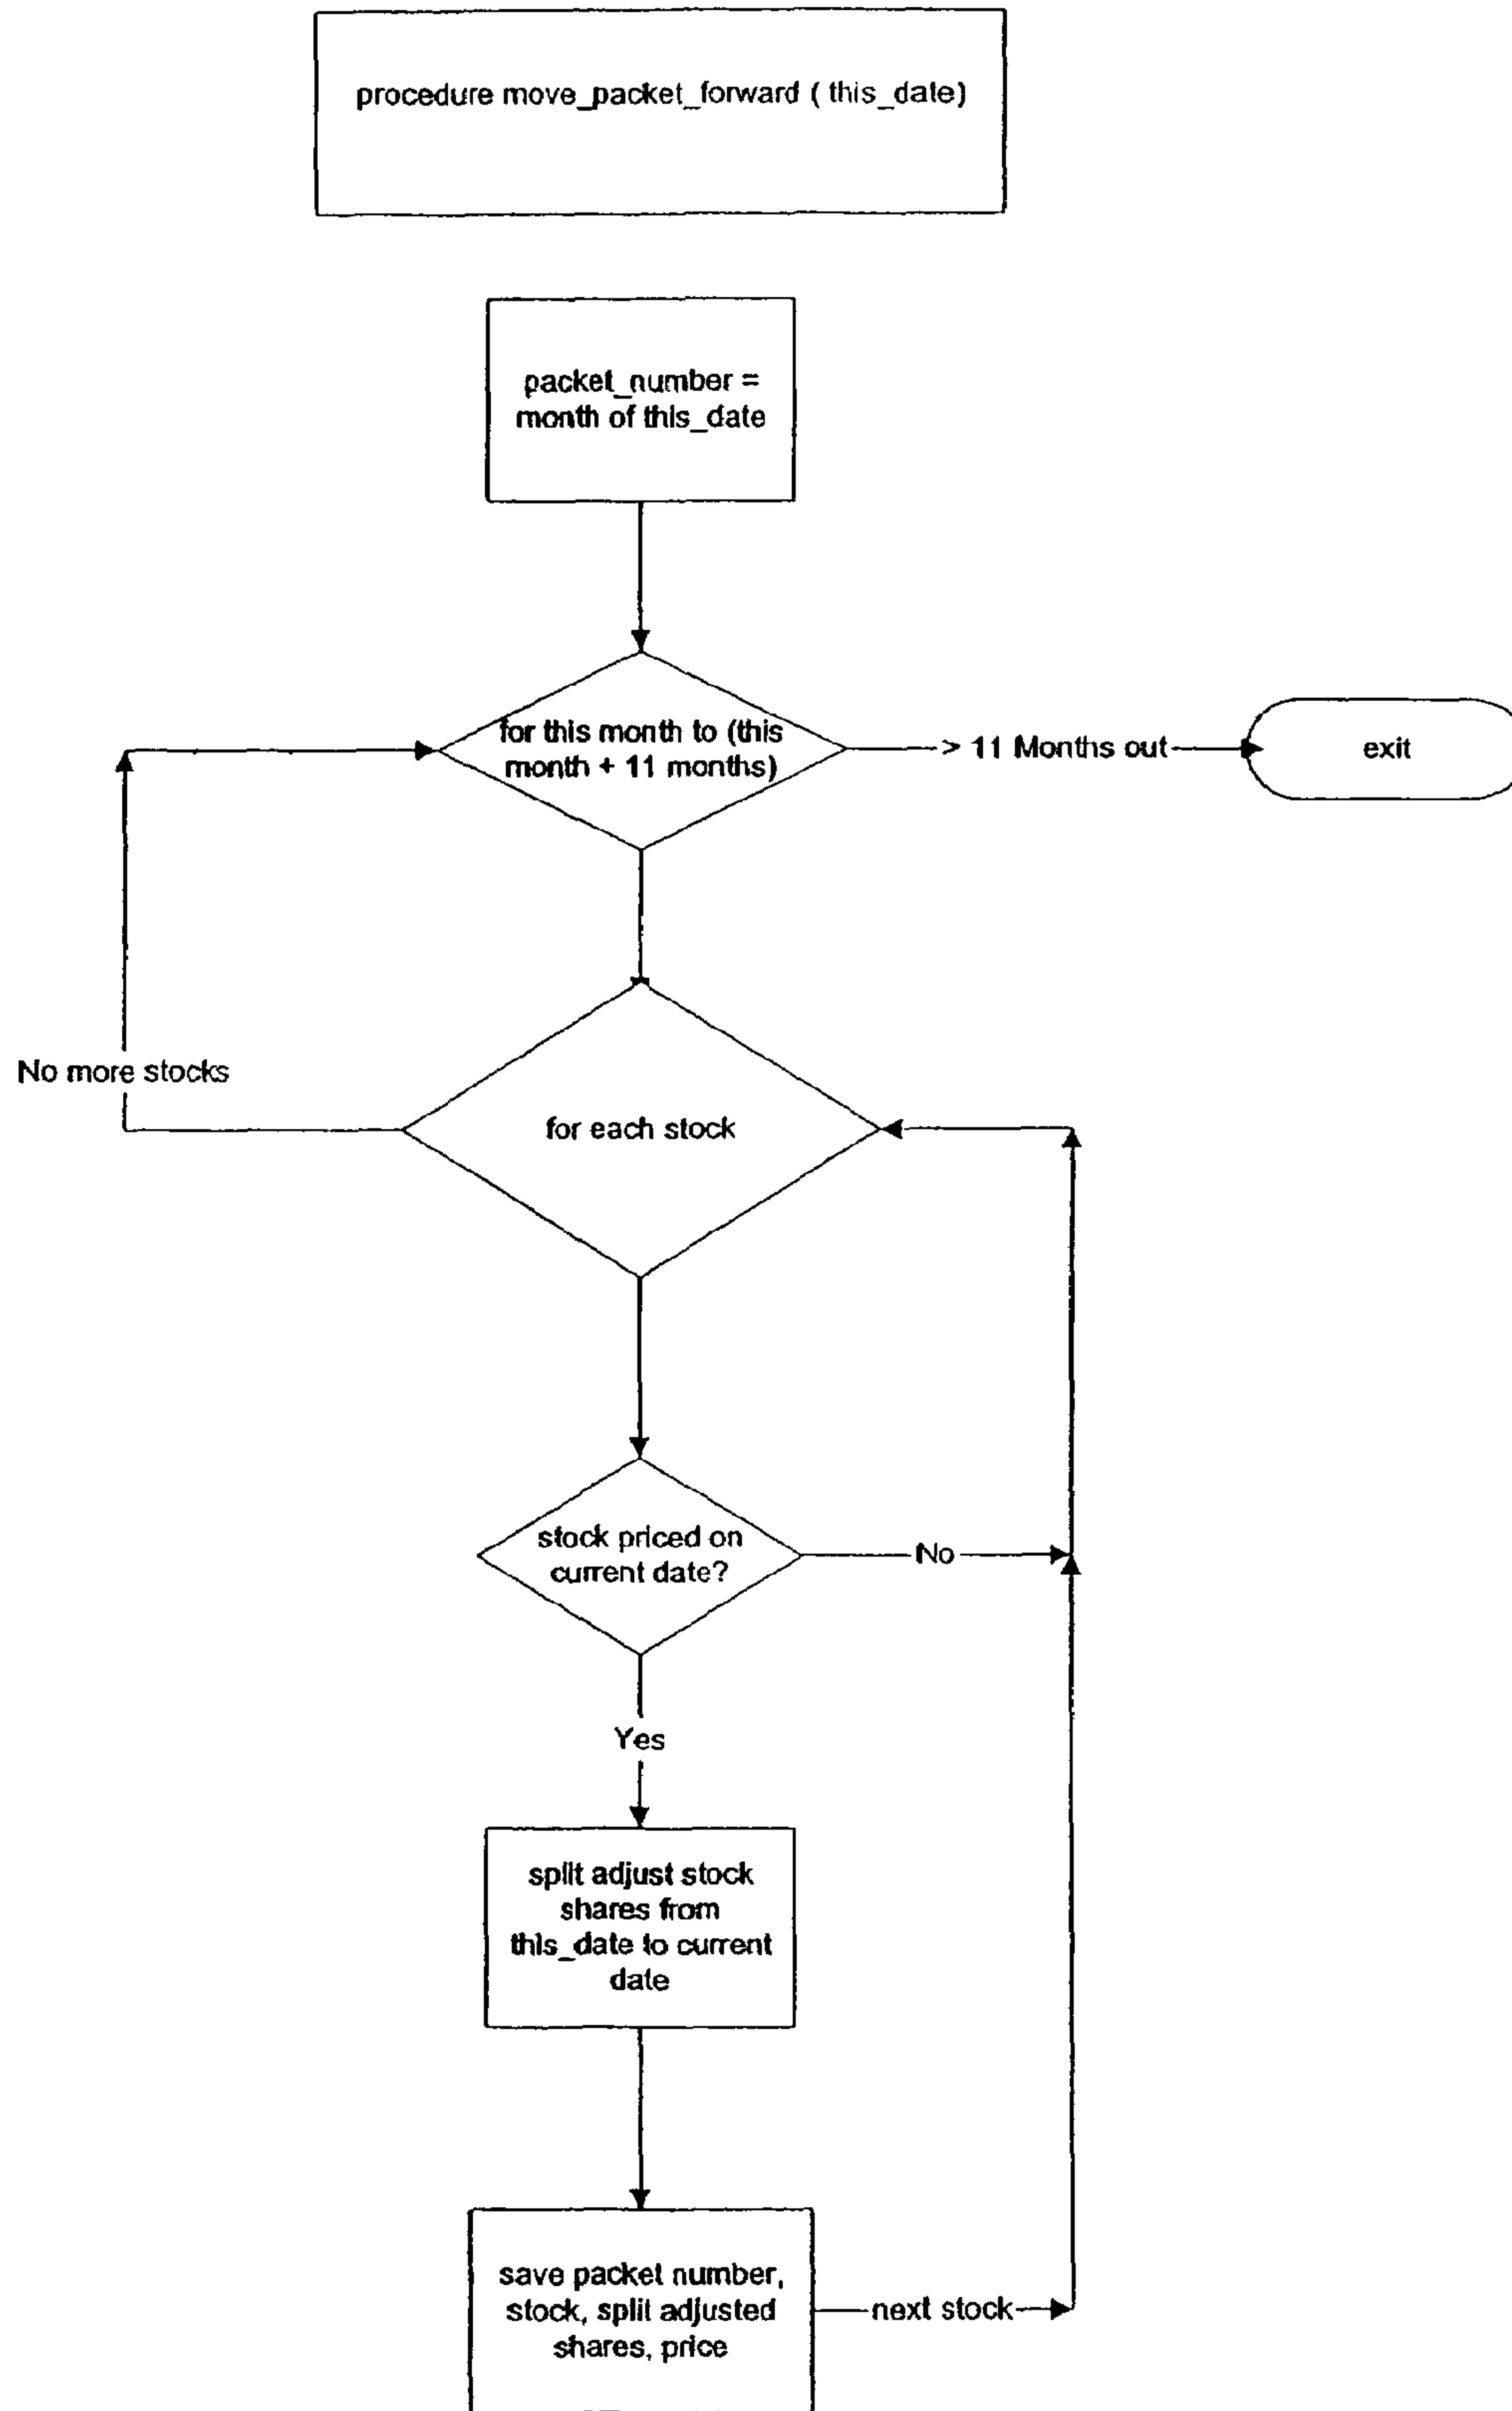 procedure move_packet_forward ( this_date)
packet_number =
month of this_date
for this month to (this
month + 11 months)
> 11 Months out
exit
No more stocks
for each stock
stock priced on
current date?
No
Yes
split adjust stock
shares from
this_date to current
date
save packet number,
stock, split adjusted
shares, price
next stock